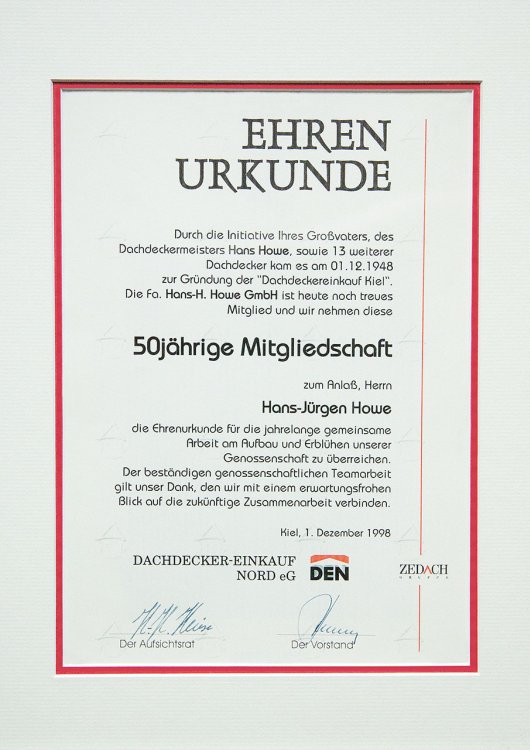 EHREN
URKUNDE
Durch die Initiative Ihres Großvaters, des
Dachdeckermeisters Hans Howe, sowie 13 weiterer
Dachdecker kam es am 01.12.1948
zur Gründung der "Dachdeckereinkauf Kiel".
Die Fa. Hans-H. Howe GmbH ist heute noch treues
Mitglied und wir nehmen diese
50jährige Mitgliedschaft
zum Anlaß, Herrn
Hans-Jürgen Howe
die Ehrenurkunde für die jahrelange gemeinsame
Arbeit am Aufbau und Erblühen unserer
Genossenschaft zu überreichen.
Der beständigen genossenschaftlichen Teamarbeit
gilt unser Dank, den wir mit einem erwartungsfrohen
Blick auf die zukünftige Zusammenarbeit verbinden.
Kiel, 1. Dezember 1998
DACHDECKER-EINKAUF
NORD eG
DEN
ZEDACH
GRUPPE
Der Aufsichtsrat
Der Vorstand